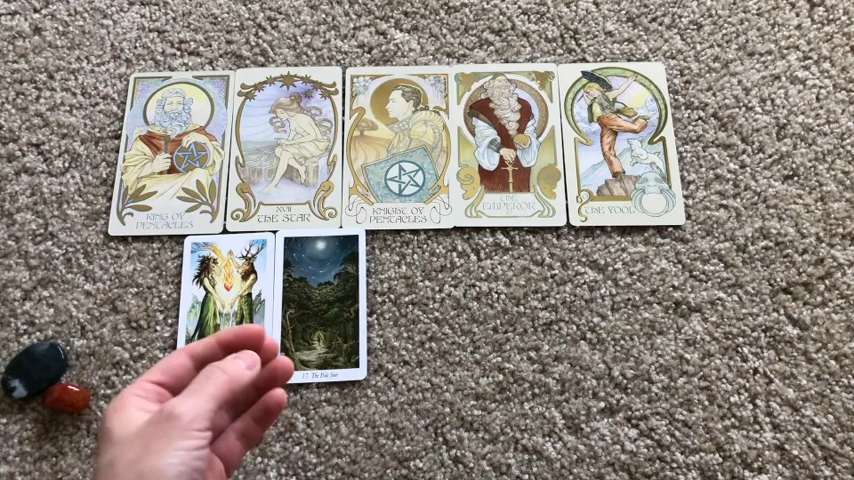 KING OF
PENTACLES
XVII
THE STAR
KNIGHT OF
PENTACLES
THE
EMPEROR
THE FOOL
17. The Pole Star